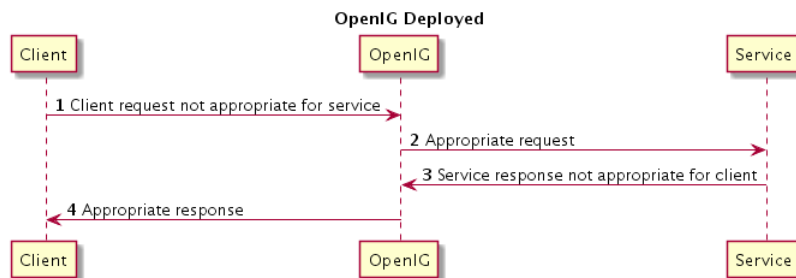 OpenIG Deployed
Client OpenIG Service
1 Client request not appropriate for service
2 Appropriate request
3 Service response not appropriate for client
4 Appropriate response
Client OpenIG Service